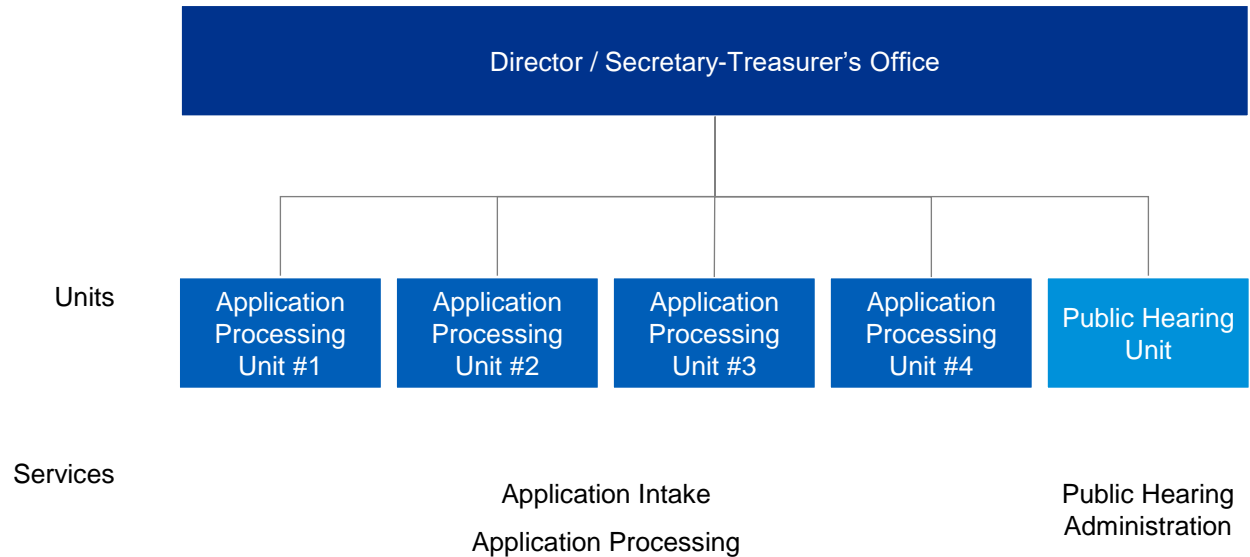 Director / Secretary-Treasurer’s Office
Units
Application
Processing
Unit #1
Application
Processing
Unit #2
Application
Processing
Unit #3
Application
Processing
Unit #4
Public Hearing
Unit
Services
Application Intake
Application Processing
Public Hearing
Administration